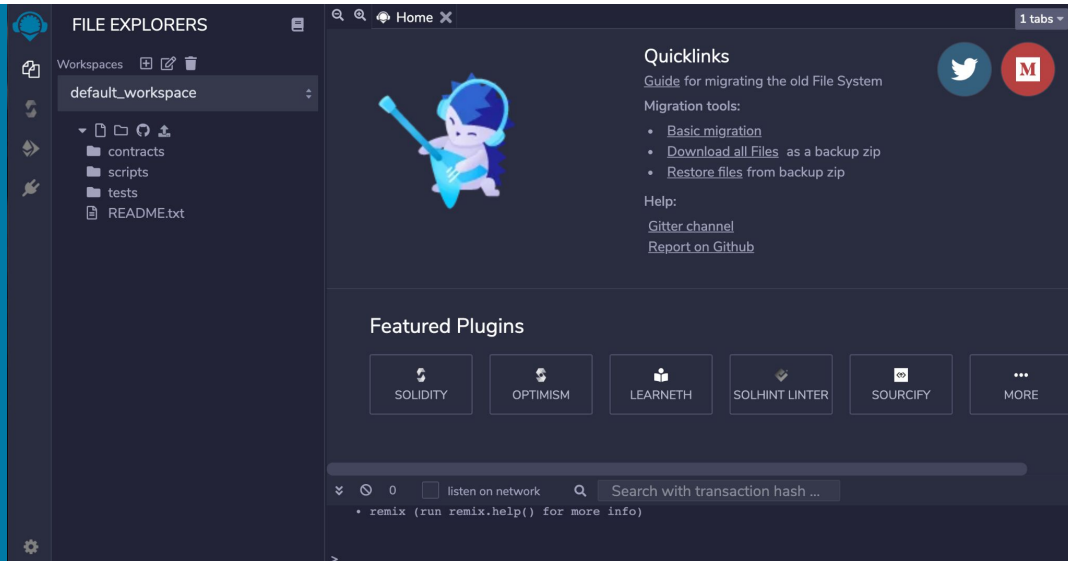 FILE EXPLORERS
Workspaces
default_workspace
contracts
scripts
tests
README.txt
Home
1 tabs
Quicklinks
Guide for migrating the old File System
Migration tools:
• Basic migration
• Download all Files as a backup zip
• Restore files from backup zip
Help:
Gitter channel
Report on Github
M
Featured Plugins
SOLIDITY
OPTIMISM
LEARNETH
SOLHINT LINTER
SOURCIFY
MORE
0
listen on network
Search with transaction hash ...
• remix (run remix.help() for more info)
>